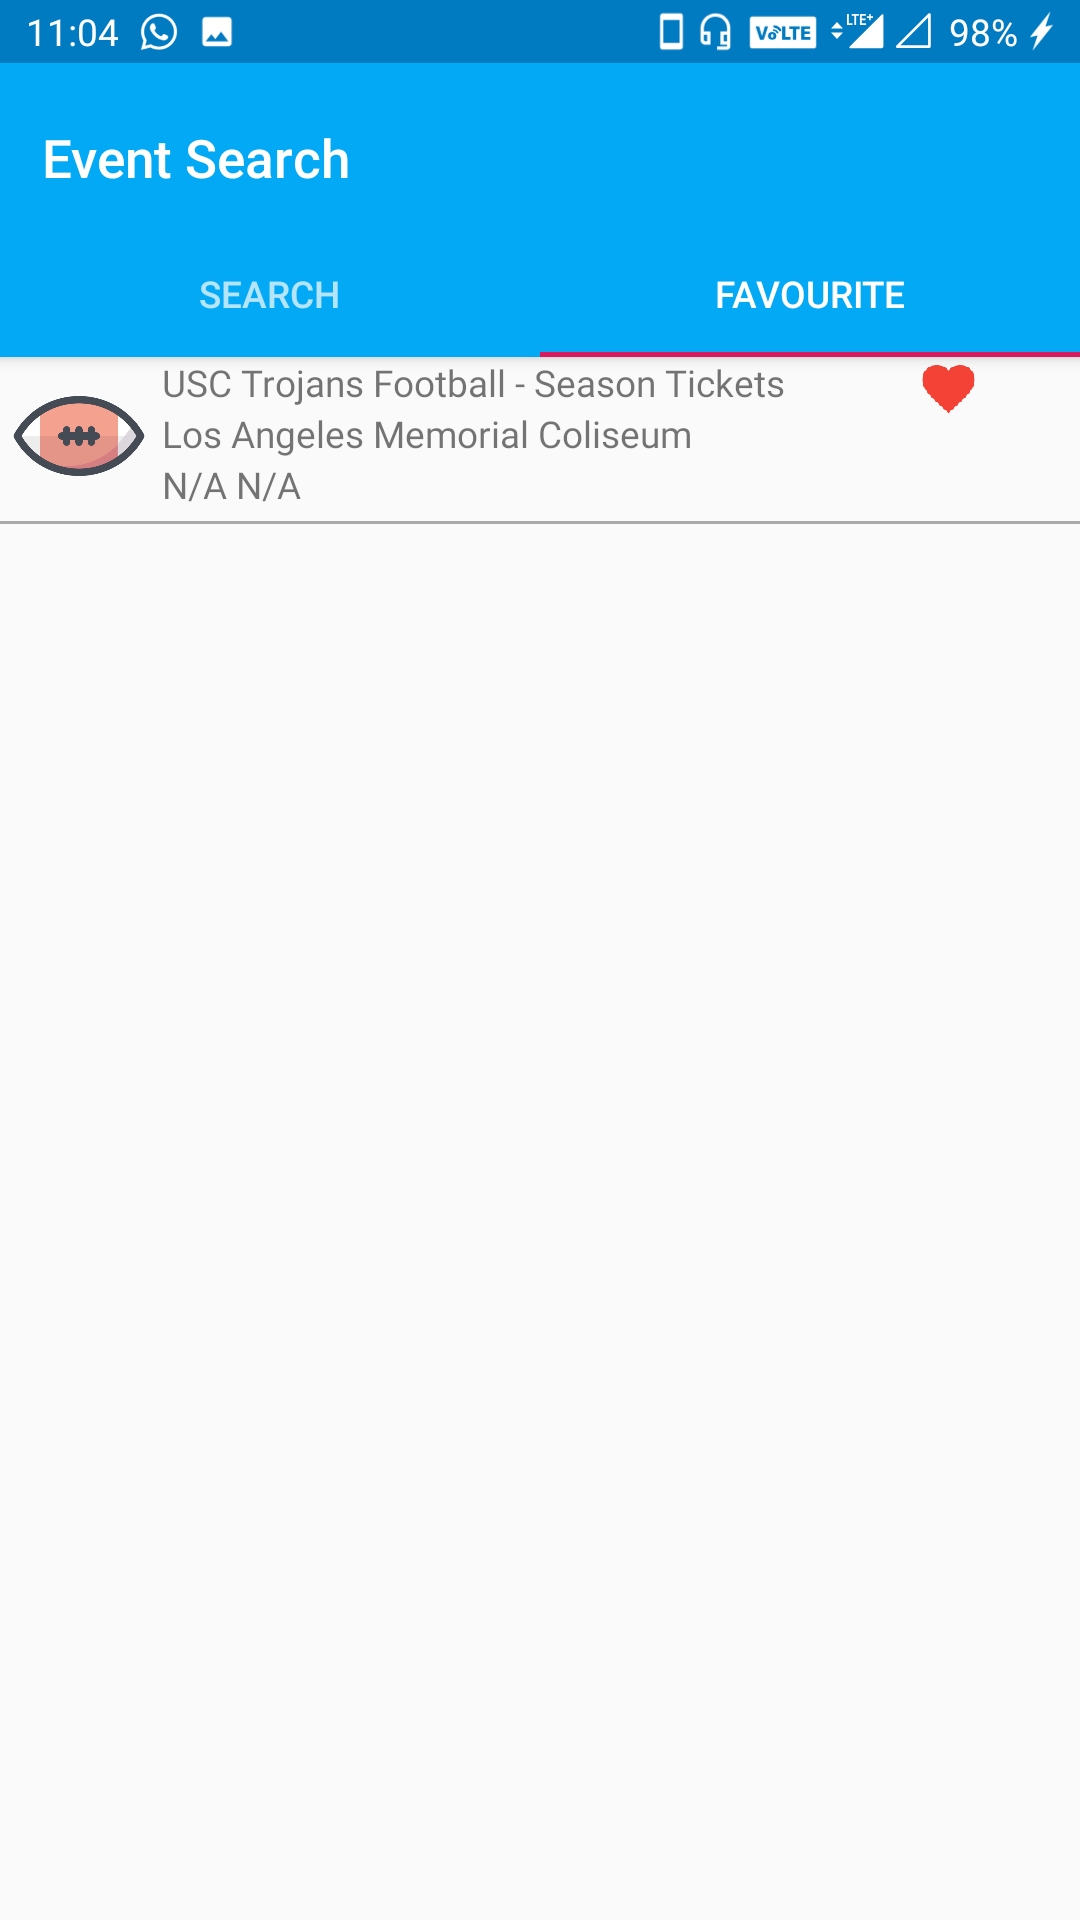 11:04 VoLTE LTE+ 98%
Event Search
SEARCH FAVOURITE
USC Trojans Football - Season Tickets
Los Angeles Memorial Coliseum
N/A N/A